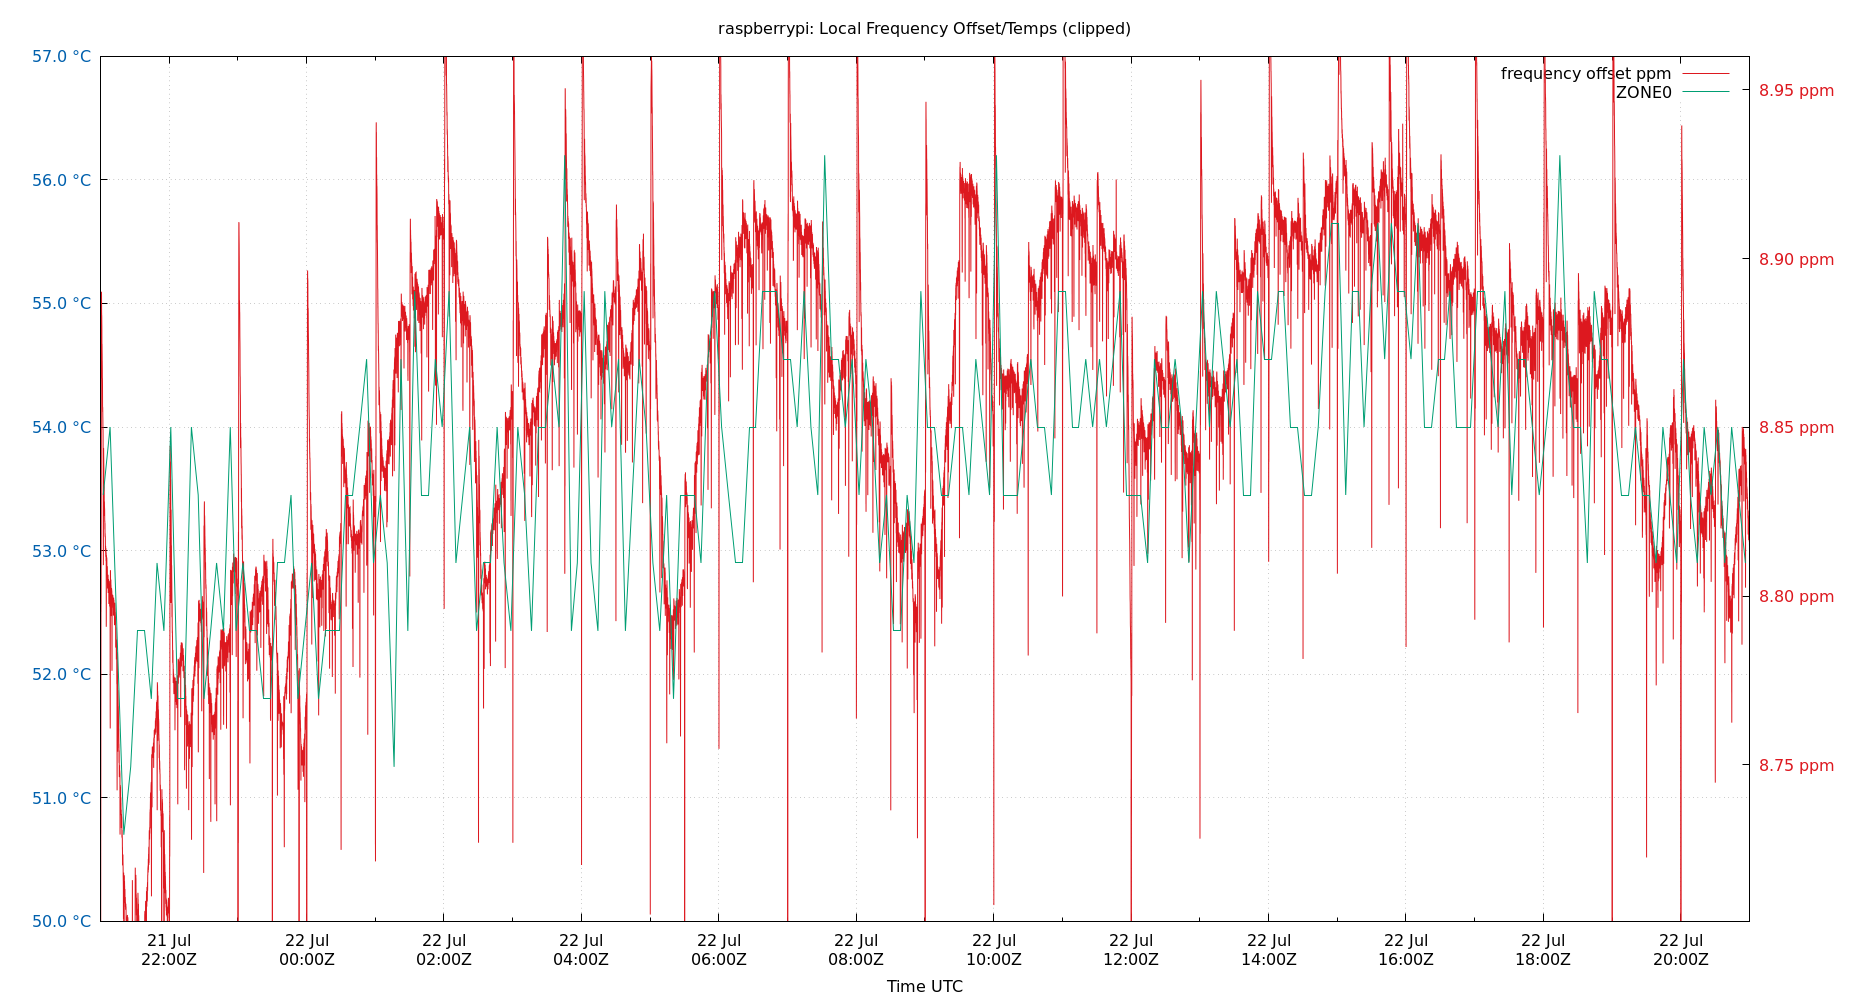 raspberrypi: Local Frequency Offset/Temps (clipped)
57.0 °C
56.0 °C
55.0 °C
54.0 °C
53.0 °C
52.0 °C
51.0 °C
50.0 °C
frequency offset ppm
ZONE0
8.95 ppm
8.90 ppm
8.85 ppm
8.80 ppm
8.75 ppm
21 Jul 22 Jul 22 Jul 22 Jul 22 Jul 22 Jul 22 Jul 22 Jul 22 Jul 22 Jul 22 Jul 22 Jul
22:00Z 00:00Z 02:00Z 04:00Z 06:00Z 08:00Z 10:00Z 12:00Z 14:00Z 16:00Z 18:00Z 20:00Z
Time UTC